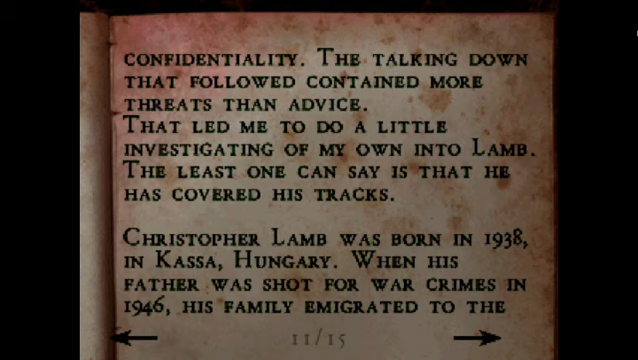 CONFIDENTIALITY. THE TALKING DOWN
THAT FOLLOWED CONTAINED MORE
THREATS THAN ADVICE.
THAT LED ME TO DO A LITTLE
INVESTIGATING OF MY OWN INTO LAMB.
THE LEAST ONE CAN SAY IS THAT HE
HAS COVERED HIS TRACKS.
CHRISTOPHER LAMB WAS BORN IN 1938,
IN KASSA, HUNGARY. WHEN HIS
FATHER WAS SHOT FOR WAR CRIMES IN
1946, HIS FAMILY EMIGRATED TO THE
11/15